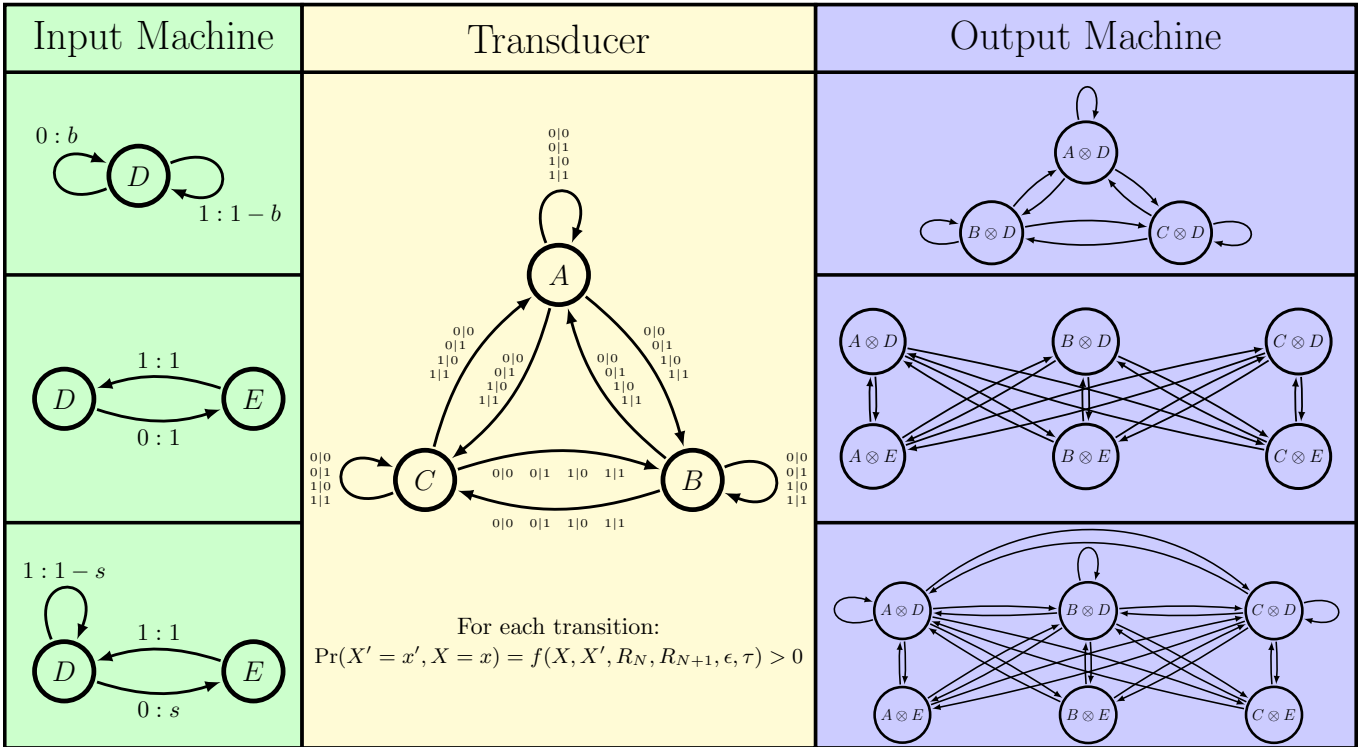 Input Machine
Transducer
Output Machine
0 : b
D
1 : 1 − b
1 : 1
D
E
0 : 1
1 : 1 − s
1 : 1
D
E
0 : s
0|0
0|1
1|0
1|1
A
0|0
0|1
1|0
1|1
0|0
0|1
1|0
1|1
0|0
0|1
1|0
1|1
0|0
0|1
1|0
1|1
0|0
0|1
1|0
1|1
C
0|0 0|1 1|0 1|1
B
0|0
0|1
1|0
1|1
0|0 0|1 1|0 1|1
For each transition:
Pr(X′ = x′, X = x) = f(X, X′, R_N, R_{N+1}, ϵ, τ) > 0
A ⊗ D
B ⊗ D
C ⊗ D
A ⊗ D
B ⊗ D
C ⊗ D
A ⊗ E
B ⊗ E
C ⊗ E
A ⊗ D
B ⊗ D
C ⊗ D
A ⊗ E
B ⊗ E
C ⊗ E